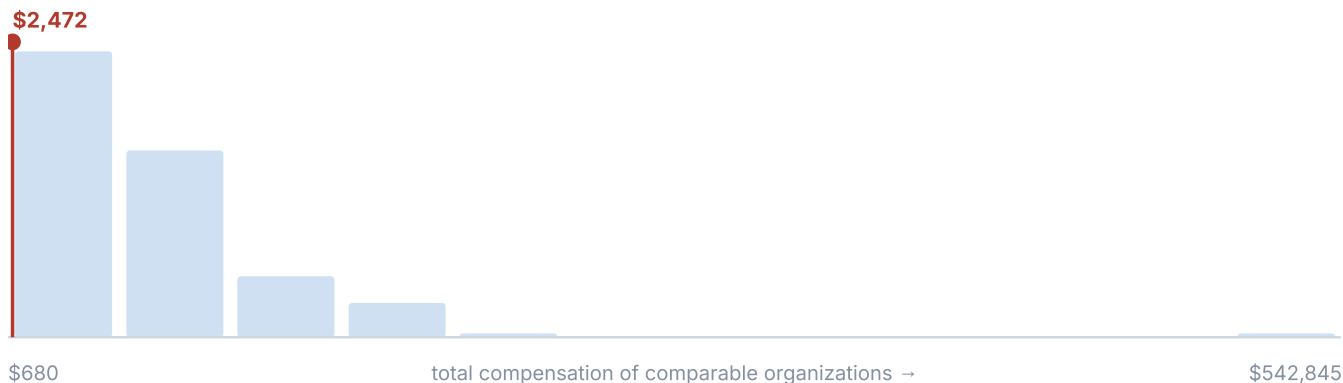 $2,472
$680
total compensation of comparable organizations →
$542,845